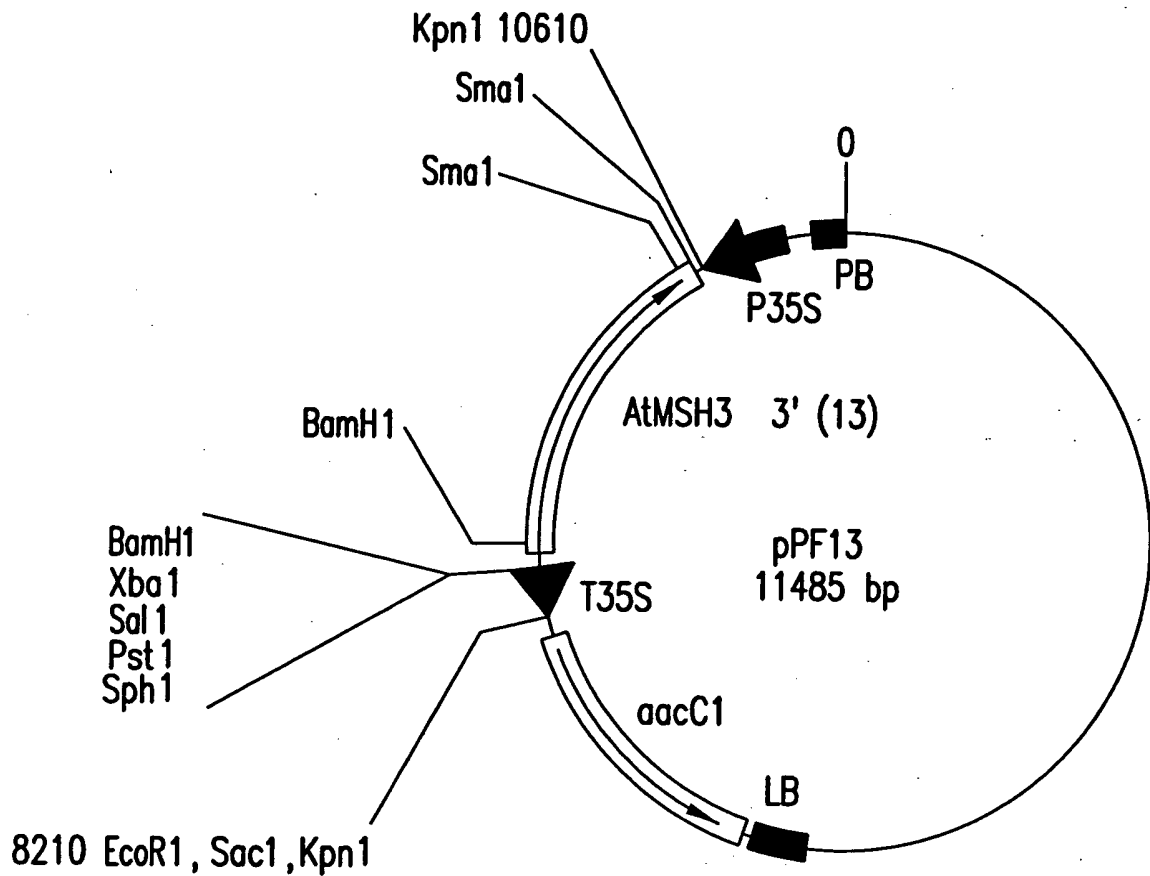 Kpn1 10610
Sma1
Sma1
0
PB
P35S
AtMSH3 3' (13)
BamH1
pPF13
11485 bp
BamH1
Xba1
Sal1
Pst1
Sph1
T35S
aacC1
LB
8210 EcoR1, Sac1, Kpn1